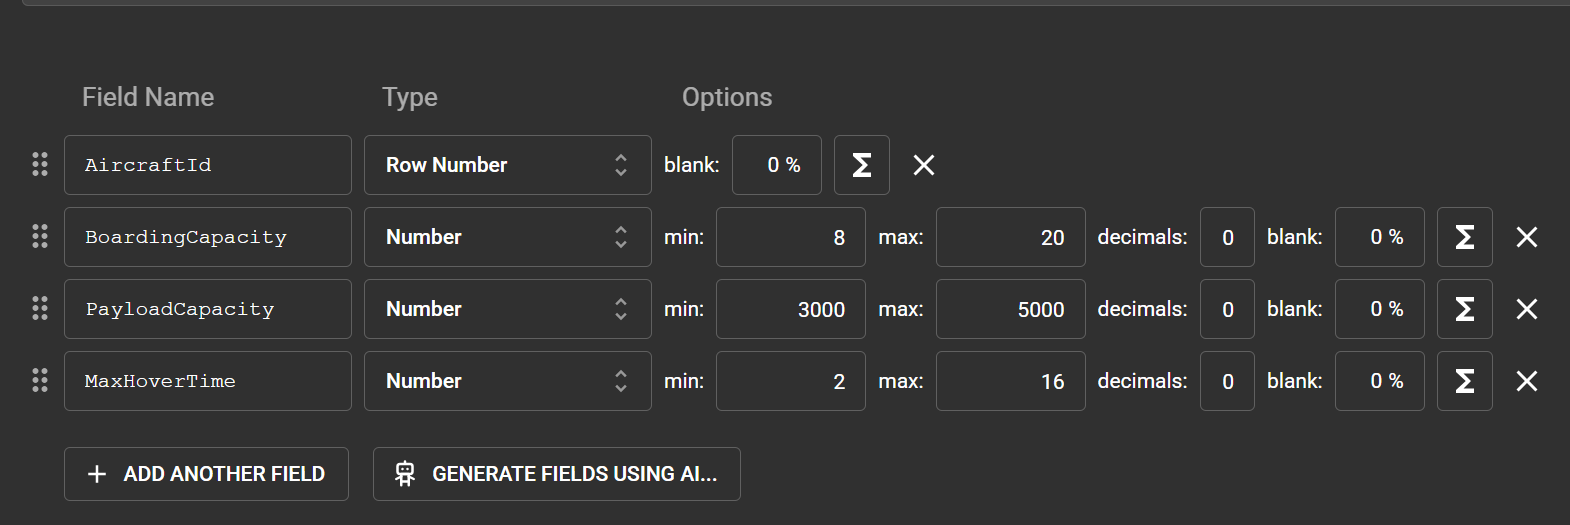 Field Name Type Options
AircraftId Row Number blank: 0 % Σ
BoardingCapacity Number min: 8 max: 20 decimals: 0 blank: 0 % Σ
PayloadCapacity Number min: 3000 max: 5000 decimals: 0 blank: 0 % Σ
MaxHoverTime Number min: 2 max: 16 decimals: 0 blank: 0 % Σ
ADD ANOTHER FIELD GENERATE FIELDS USING AI...